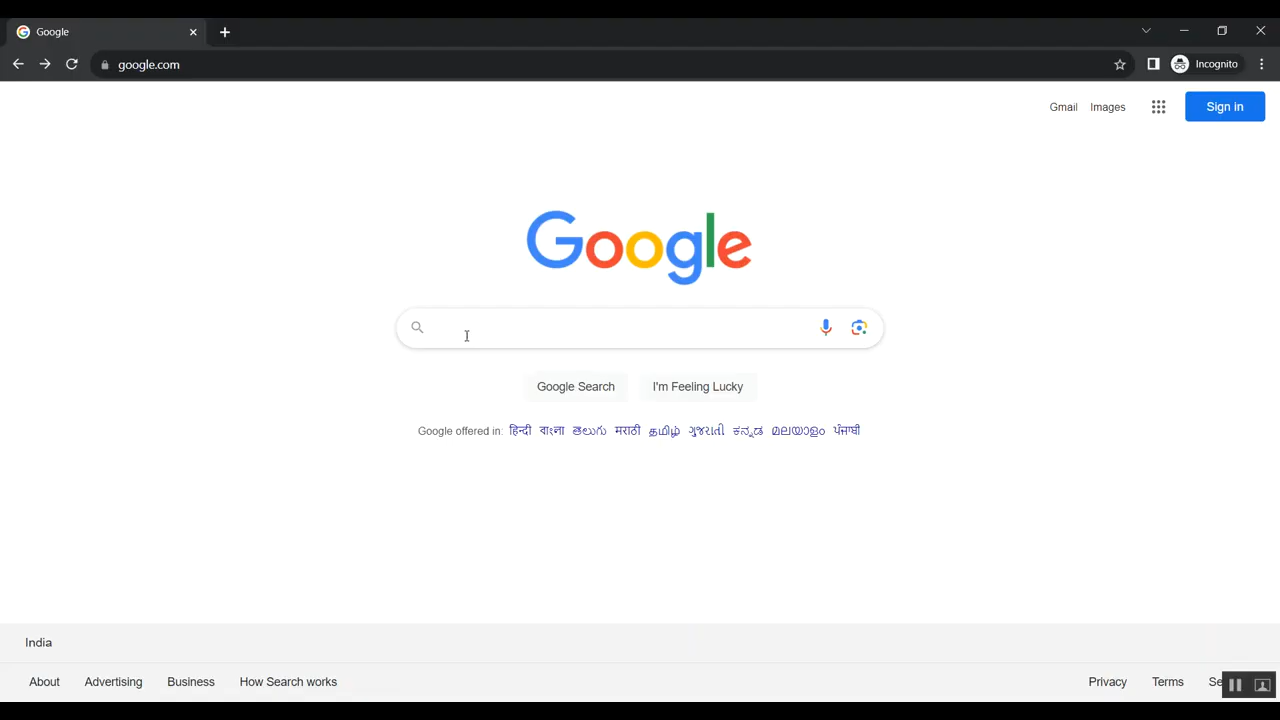 Google
google.com
Incognito
Gmail Images Sign in
Google
Google Search I'm Feeling Lucky
Google offered in: हिन्दी বাংলা తెలుగు मराठी தமிழ் ગુજરાતી ಕನ್ನಡ മലയാളം ਪੰਜਾਬੀ
India
About Advertising Business How Search works Privacy Terms